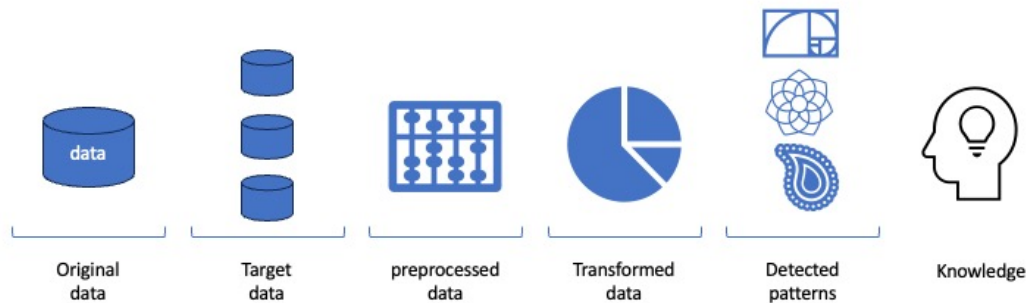 data
Original
data
Target
data
preprocessed
data
Transformed
data
Detected
patterns
Knowledge